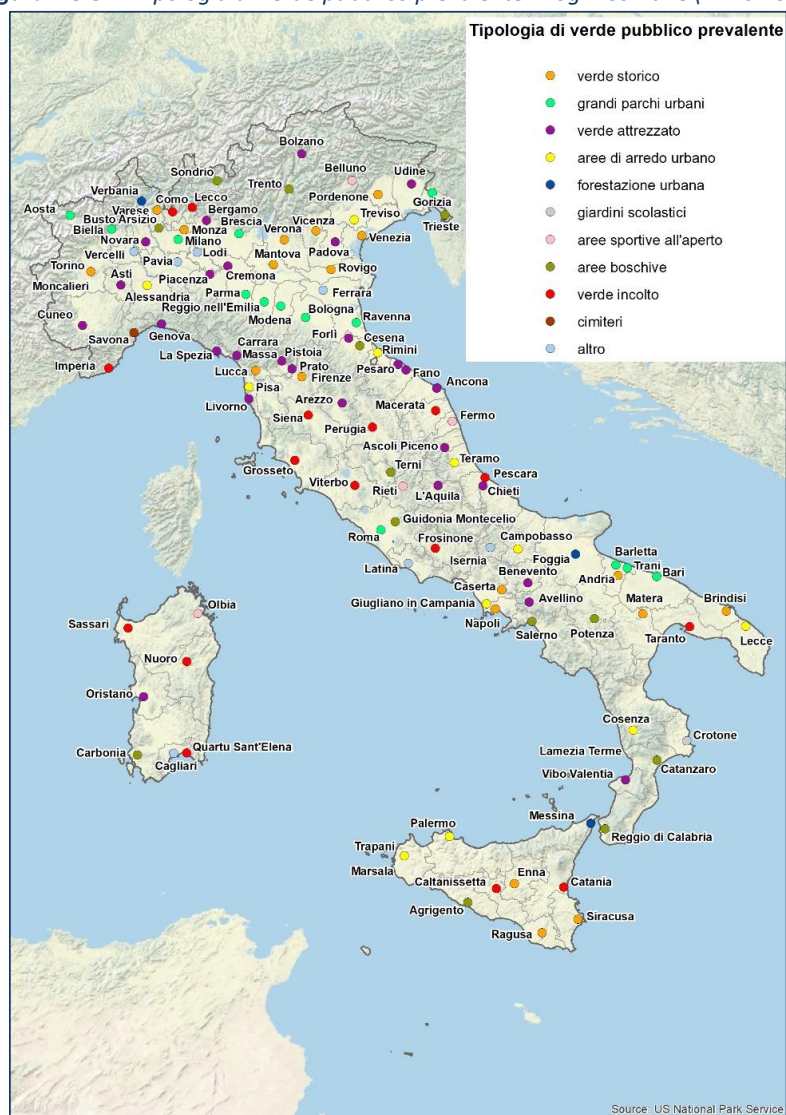 Tipologia di verde pubblico prevalente
verde storico
grandi parchi urbani
verde attrezzato
aree di arredo urbano
forestazione urbana
giardini scolastici
aree sportive all'aperto
aree boschive
verde incolto
cimiteri
altro
Bolzano
Sondrio
Belluno
Udine
Verbania
Trento
Pordenone
Como
Lecco
Gorizia
Aosta
Varese
Bergamo
Vicenza
Treviso
Busto Arsizio
Brescia
Trieste
Biella
Monza
Verona
Novara
Milano
Venezia
Vercelli
Lodi
Padova
Pavia
Mantova
Torino
Asti
Cremona
Rovigo
Moncalieri
Piacenza
Alessandria
Parma
Ferrara
Reggio nell'Emilia
Bologna
Cuneo
Modena
Ravenna
Savona
Genova
Forlì
Cesena
Carrara
La Spezia
Massa
Pistoia
Rimini
Imperia
Prato
Pesaro
Fano
Lucca
Firenze
Ancona
Pisa
Arezzo
Macerata
Livorno
Siena
Fermo
Perugia
Ascoli Piceno
Teramo
Grosseto
Terni
Pescara
Viterbo
Rieti
L'Aquila
Chieti
Guidonia Montecelio
Roma
Frosinone
Campobasso
Barletta
Isernia
Foggia
Trani
Latina
Benevento
Bari
Andria
Caserta
Avellino
Matera
Brindisi
Giugliano in Campania
Olbia
Napoli
Salerno
Potenza
Taranto
Lecce
Sassari
Nuoro
Oristano
Cosenza
Crotone
Quartu Sant'Elena
Lamezia Terme
Carbonia
Cagliari
Catanzaro
Vibo Valentia
Messina
Palermo
Reggio di Calabria
Trapani
Marsala
Enna
Caltanissetta
Catania
Agrigento
Siracusa
Ragusa
Source: US National Park Service